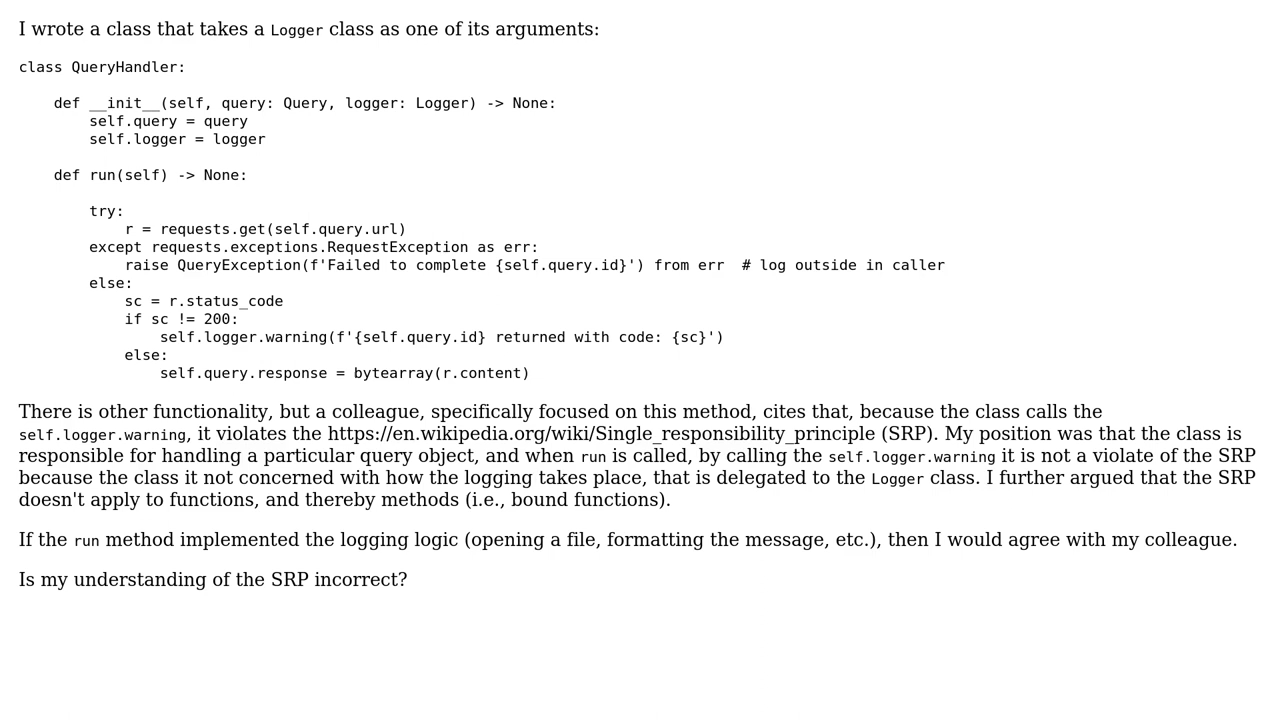 I wrote a class that takes a Logger class as one of its arguments:
class QueryHandler:
    def __init__(self, query: Query, logger: Logger) -> None:
        self.query = query
        self.logger = logger
    def run(self) -> None:
        try:
            r = requests.get(self.query.url)
        except requests.exceptions.RequestException as err:
            raise QueryException(f'Failed to complete {self.query.id}') from err  # log outside in caller
        else:
            sc = r.status_code
            if sc != 200:
                self.logger.warning(f'{self.query.id} returned with code: {sc}')
            else:
                self.query.response = bytearray(r.content)
There is other functionality, but a colleague, specifically focused on this method, cites that, because the class calls the
self.logger.warning, it violates the https://en.wikipedia.org/wiki/Single_responsibility_principle (SRP). My position was that the class is
responsible for handling a particular query object, and when run is called, by calling the self.logger.warning it is not a violate of the SRP
because the class it not concerned with how the logging takes place, that is delegated to the Logger class. I further argued that the SRP
doesn't apply to functions, and thereby methods (i.e., bound functions).
If the run method implemented the logging logic (opening a file, formatting the message, etc.), then I would agree with my colleague.
Is my understanding of the SRP incorrect?